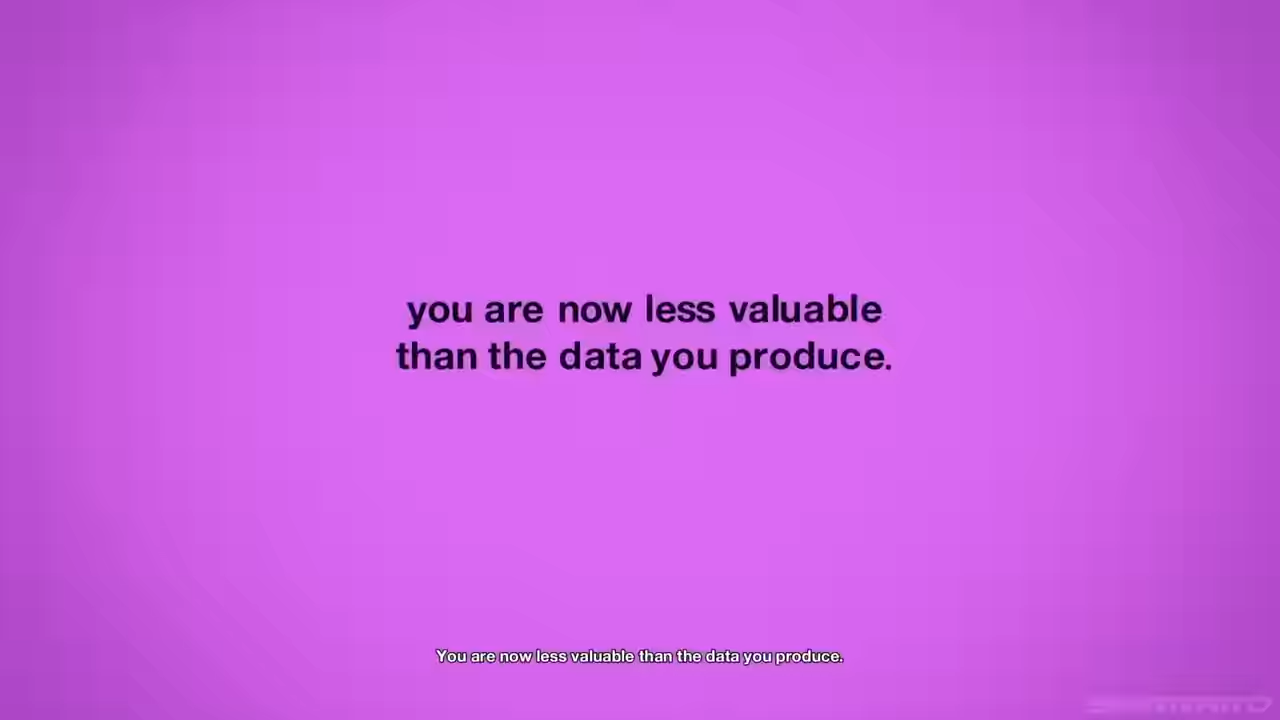 you are now less valuable
than the data you produce.
You are now less valuable than the data you produce.